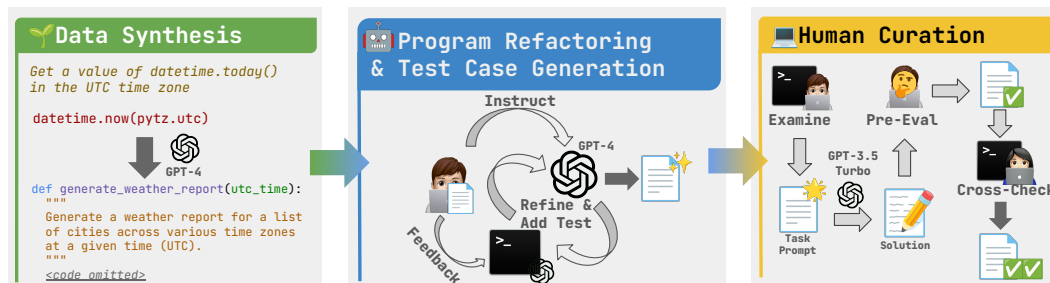 Data Synthesis
Get a value of datetime.today()
in the UTC time zone
datetime.now(pytz.utc)
GPT-4
def generate_weather_report(utc_time):
"""
Generate a weather report for a list
of cities across various time zones
at a given time (UTC).
"""
<code omitted>
Program Refactoring
& Test Case Generation
Instruct
GPT-4
Refine &
Add Test
>_
Feedback
Human Curation
>_
Examine
Pre-Eval
GPT-3.5
Turbo
>_
Cross-Check
Task
Prompt
Solution